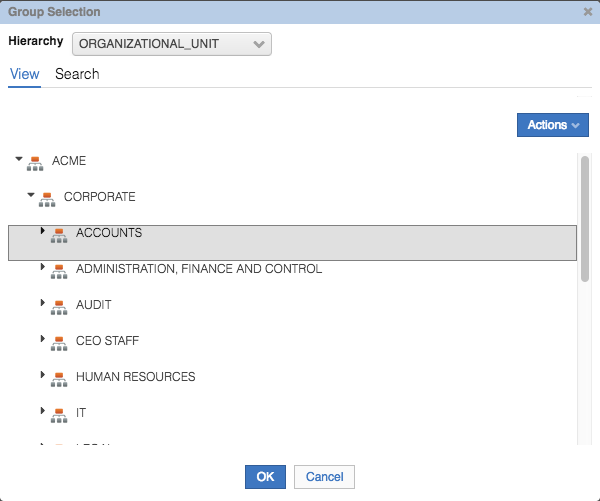 Group Selection
Hierarchy ORGANIZATIONAL_UNIT
View Search
Actions
ACME
CORPORATE
ACCOUNTS
ADMINISTRATION, FINANCE AND CONTROL
AUDIT
CEO STAFF
HUMAN RESOURCES
IT
OK Cancel